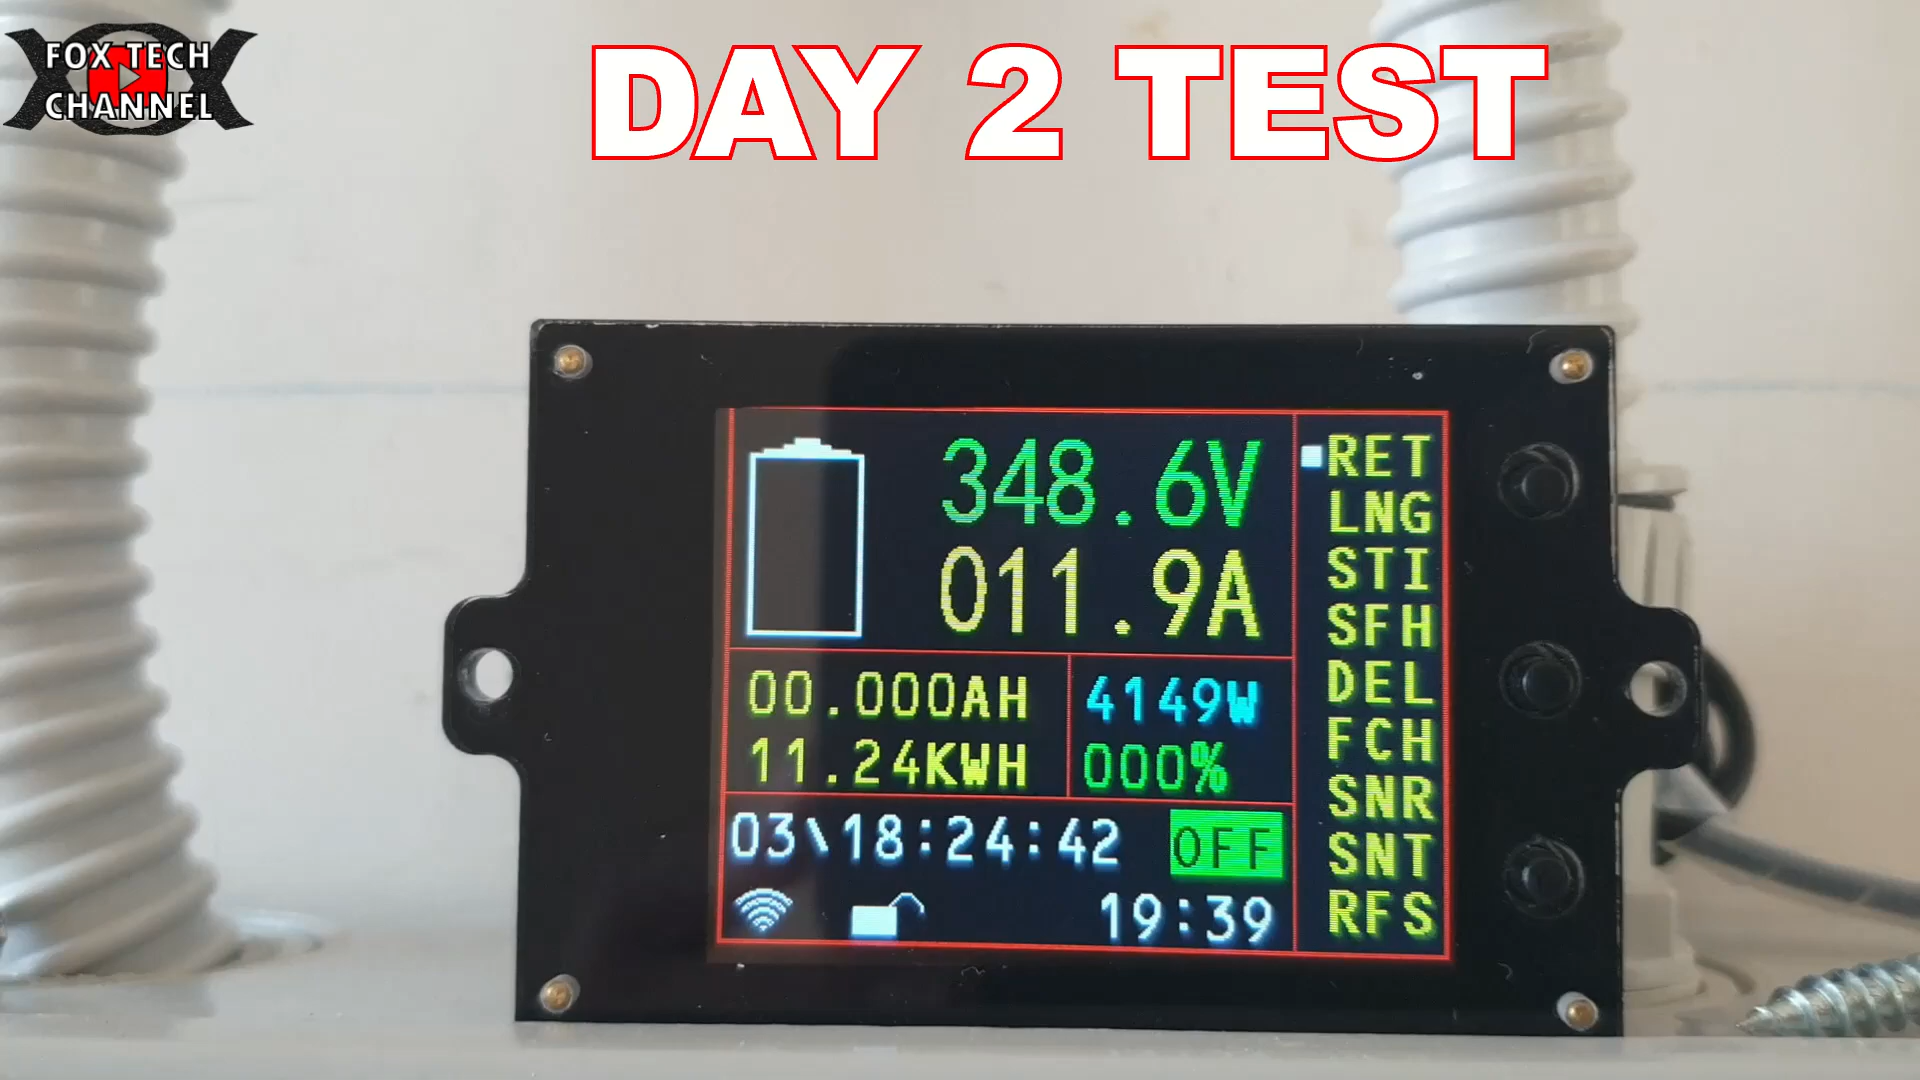 FOX TECH
CHANNEL
DAY 2 TEST
348.6V
011.9A
00.000AH
11.24KWH
4149W
000%
03\18:24:42
OFF
19:39
RET
LNG
STI
SFH
DEL
FCH
SNR
SNT
RFS